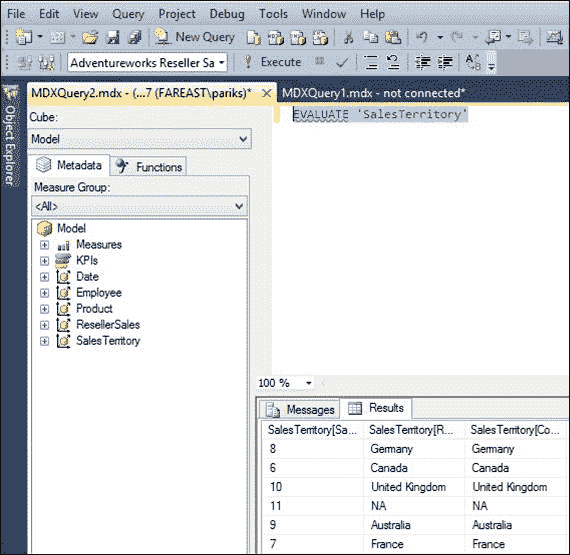 File Edit View Query Project Debug Tools Window Help
New Query
Adventureworks Reseller Sa Execute
MDXQuery2.mdx - (...7 (FAREAST\pariks)* MDXQuery1.mdx - not connected*
Object Explorer
Cube:
Model
EVALUATE 'SalesTerritory'
Metadata Functions
Measure Group:
<All>
Model
Measures
KPIs
Date
Employee
Product
ResellerSales
SalesTerritory
100 %
Messages Results
SalesTerritory[Sa... SalesTerritory[R... SalesTerritory[Co...
8 Germany Germany
6 Canada Canada
10 United Kingdom United Kingdom
11 NA NA
9 Australia Australia
7 France France